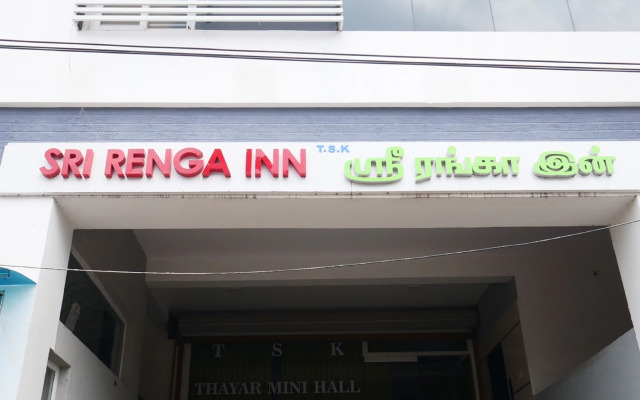 SRI RENGA INN T.S.K ஸ்ரீ ரங்கா இன்
T S K
THAYAR MINI HALL